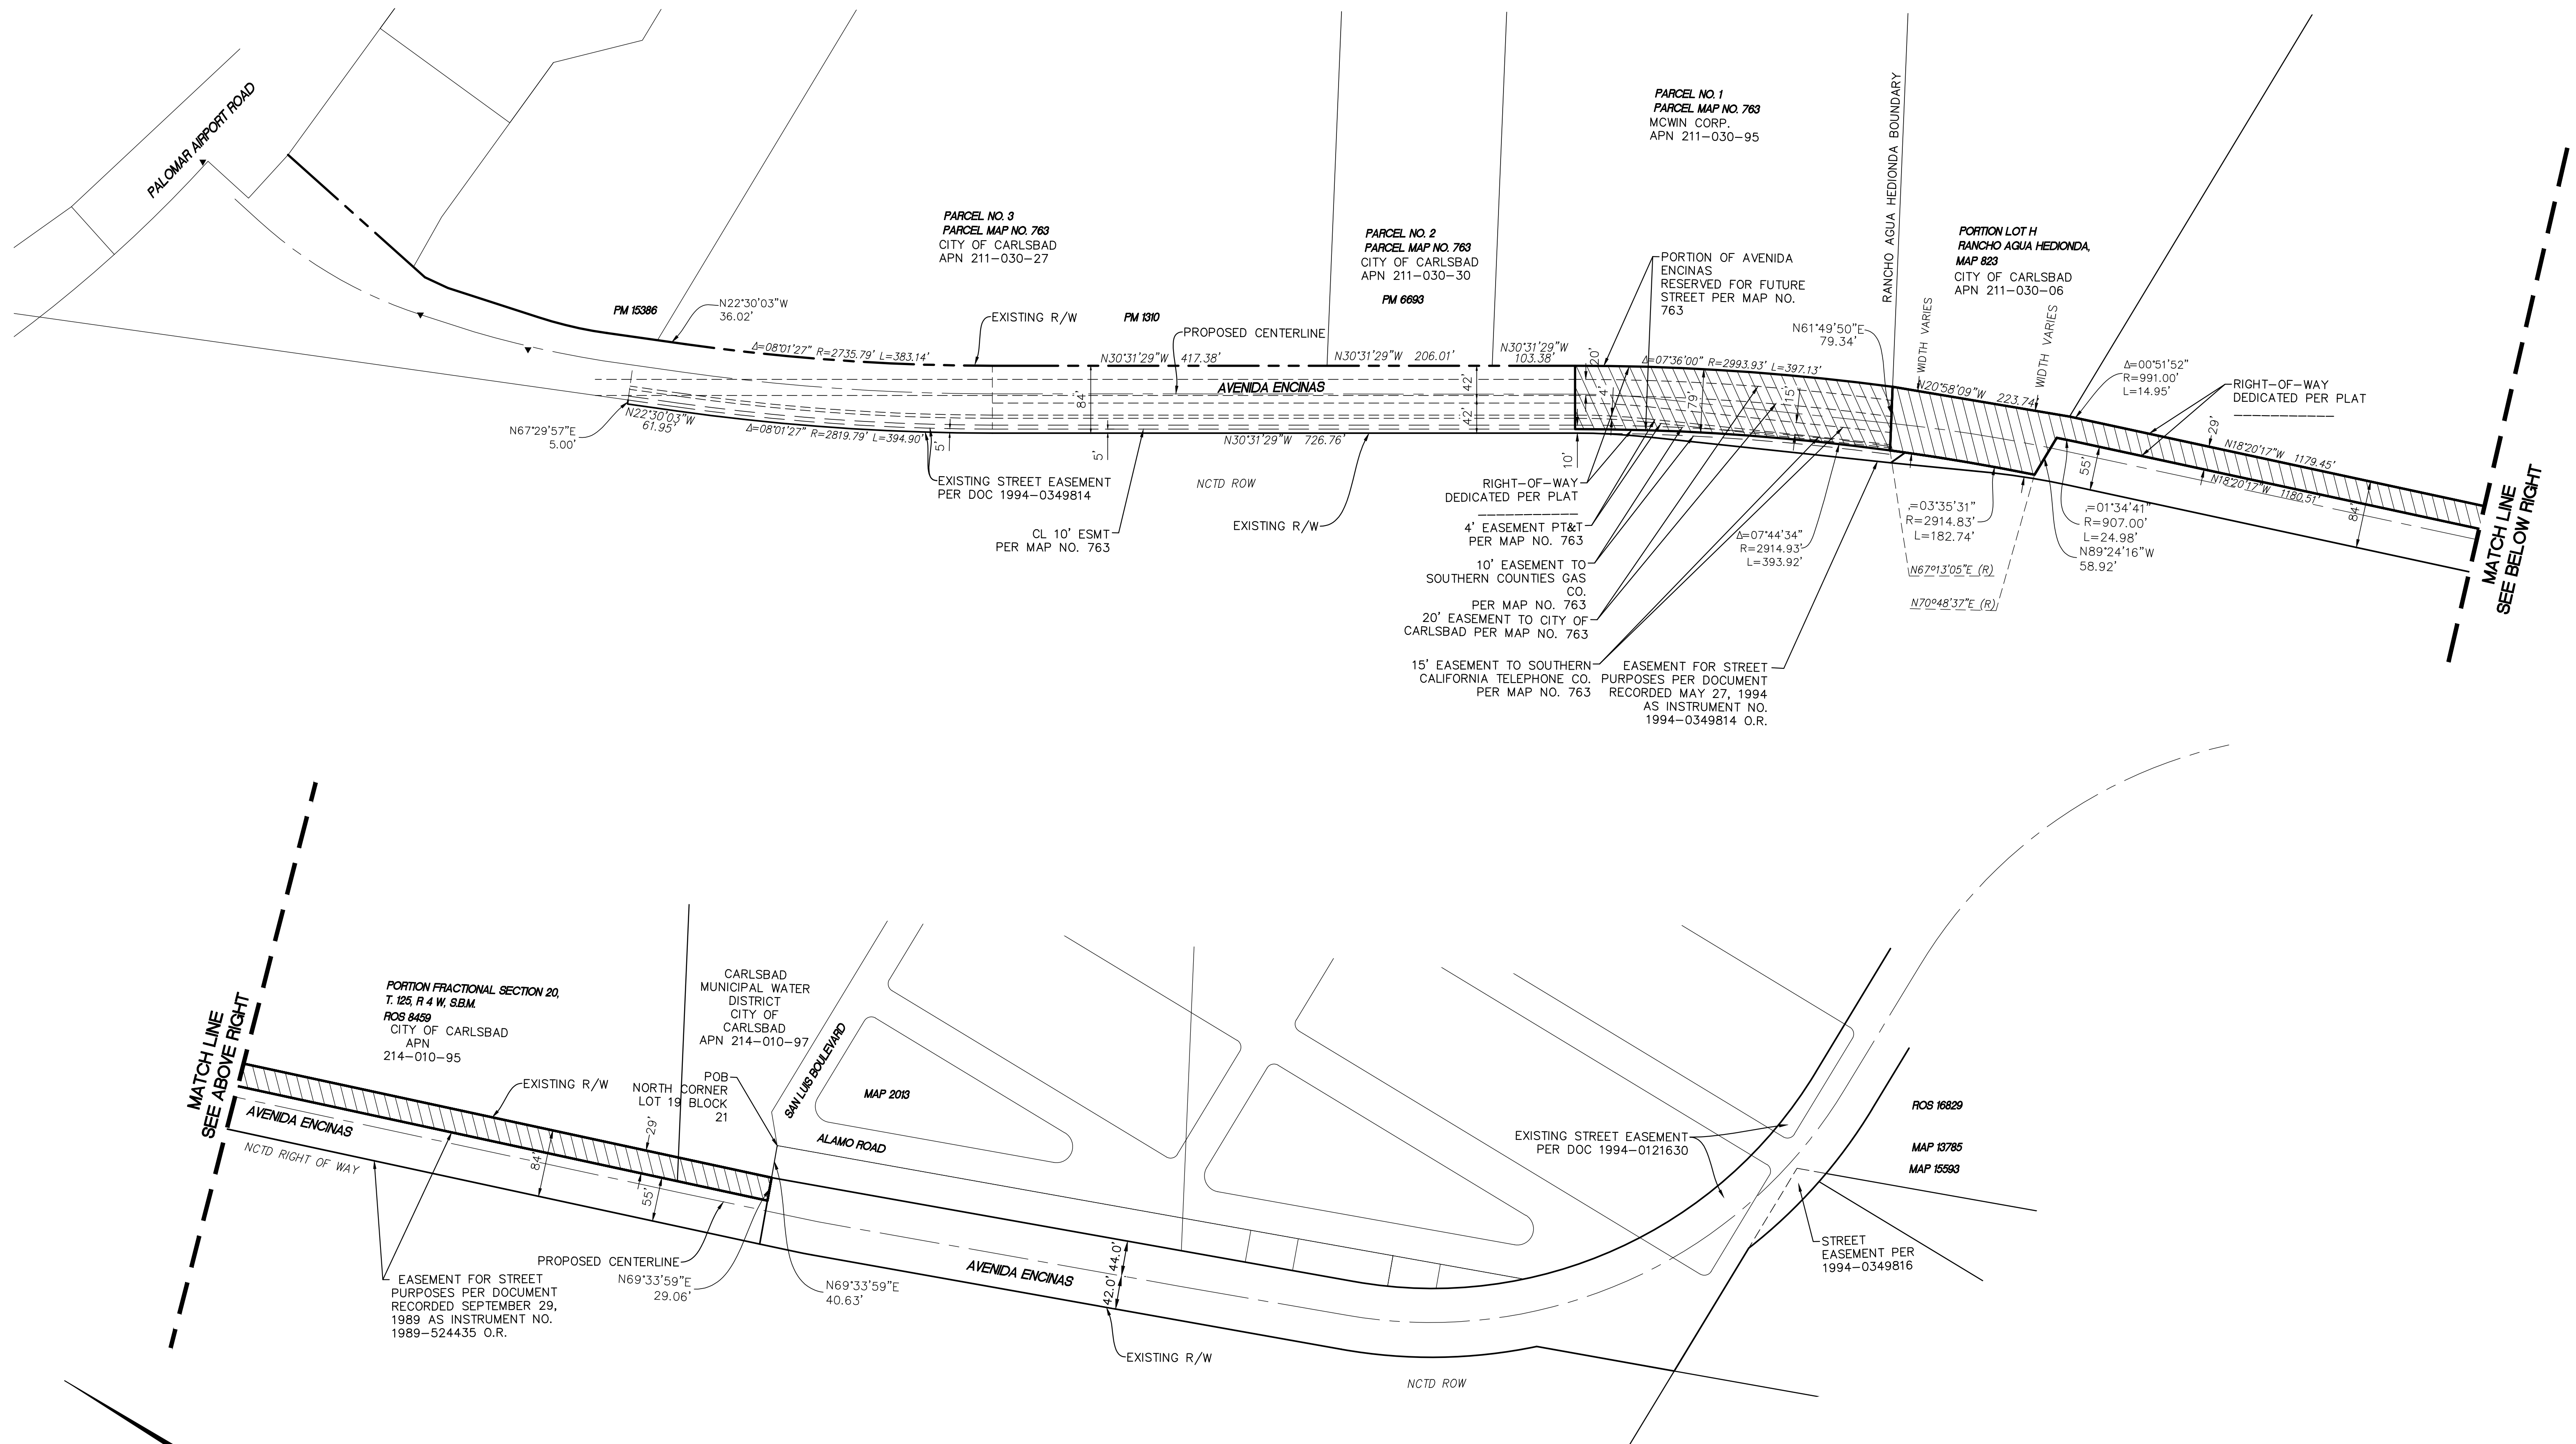 PALOMAR AIRPORT ROAD
PARCEL NO. 1
PARCEL MAP NO. 763
MCWIN CORP.
APN 211-030-95
RANCHO AGUA HEDIONDA BOUNDARY
PARCEL NO. 3
PARCEL MAP NO. 763
CITY OF CARLSBAD
APN 211-030-27
PARCEL NO. 2
PARCEL MAP NO. 763
CITY OF CARLSBAD
APN 211-030-30
PM 6693
PORTION OF AVENIDA
ENCINAS
RESERVED FOR FUTURE
STREET PER MAP NO.
763
PORTION LOT H
RANCHO AGUA HEDIONDA,
MAP 823
CITY OF CARLSBAD
APN 211-030-06
PM 15386
N22°30'03"W
36.02'
EXISTING R/W
PM 1310
PROPOSED CENTERLINE
N61°49'50"E
79.34'
WIDTH VARIES
WIDTH VARIES
Δ=08°01'27" R=2735.79' L=383.14'
N30°31'29"W 417.38'
N30°31'29"W 206.01'
N30°31'29"W
103.38'
20'
Δ=07°36'00" R=2993.93' L=397.13'
N20°58'09"W 223.74'
Δ=00°51'52"
R=991.00'
L=14.95'
RIGHT-OF-WAY
DEDICATED PER PLAT
___________
AVENIDA ENCINAS
84'
42'
42'
4'
79'
15'
29'
N18°20'17"W 1179.45'
N67°29'57"E
5.00'
N22°30'03"W
61.95'
Δ=08°01'27" R=2819.79' L=394.90'
5'
5'
N30°31'29"W 726.76'
10'
55'
N18°20'17"W 1180.51'
84'
MATCH LINE
SEE BELOW RIGHT
EXISTING STREET EASEMENT
PER DOC 1994-0349814
NCTD ROW
CL 10' ESMT
PER MAP NO. 763
EXISTING R/W
RIGHT-OF-WAY
DEDICATED PER PLAT
___________
4' EASEMENT PT&T
PER MAP NO. 763
10' EASEMENT TO
SOUTHERN COUNTIES GAS
CO.
PER MAP NO. 763
20' EASEMENT TO CITY OF
CARLSBAD PER MAP NO. 763
15' EASEMENT TO SOUTHERN
CALIFORNIA TELEPHONE CO.
PER MAP NO. 763
EASEMENT FOR STREET
PURPOSES PER DOCUMENT
RECORDED MAY 27, 1994
AS INSTRUMENT NO.
1994-0349814 O.R.
Δ=07°44'34"
R=2914.93'
L=393.92'
,=03°35'31"
R=2914.83'
L=182.74'
,=01°34'41"
R=907.00'
L=24.98'
N89°24'16"W
58.92'
N67°13'05"E (R)
N70°48'37"E (R)
MATCH LINE
SEE ABOVE RIGHT
PORTION FRACTIONAL SECTION 20,
T. 125, R 4 W, S.B.M.
ROS 8459
CITY OF CARLSBAD
APN
214-010-95
CARLSBAD
MUNICIPAL WATER
DISTRICT
CITY OF
CARLSBAD
APN 214-010-97
POB
NORTH CORNER
LOT 19 BLOCK
21
SAN LUIS BOULEVARD
MAP 2013
ALAMO ROAD
EXISTING R/W
AVENIDA ENCINAS
NCTD RIGHT OF WAY
84'
29'
55'
PROPOSED CENTERLINE
N69°33'59"E
29.06'
N69°33'59"E
40.63'
EASEMENT FOR STREET
PURPOSES PER DOCUMENT
RECORDED SEPTEMBER 29,
1989 AS INSTRUMENT NO.
1989-524435 O.R.
AVENIDA ENCINAS
44.0'
42.0'
EXISTING R/W
NCTD ROW
EXISTING STREET EASEMENT
PER DOC 1994-0121630
ROS 16829
MAP 13785
MAP 15593
STREET
EASEMENT PER
1994-0349816